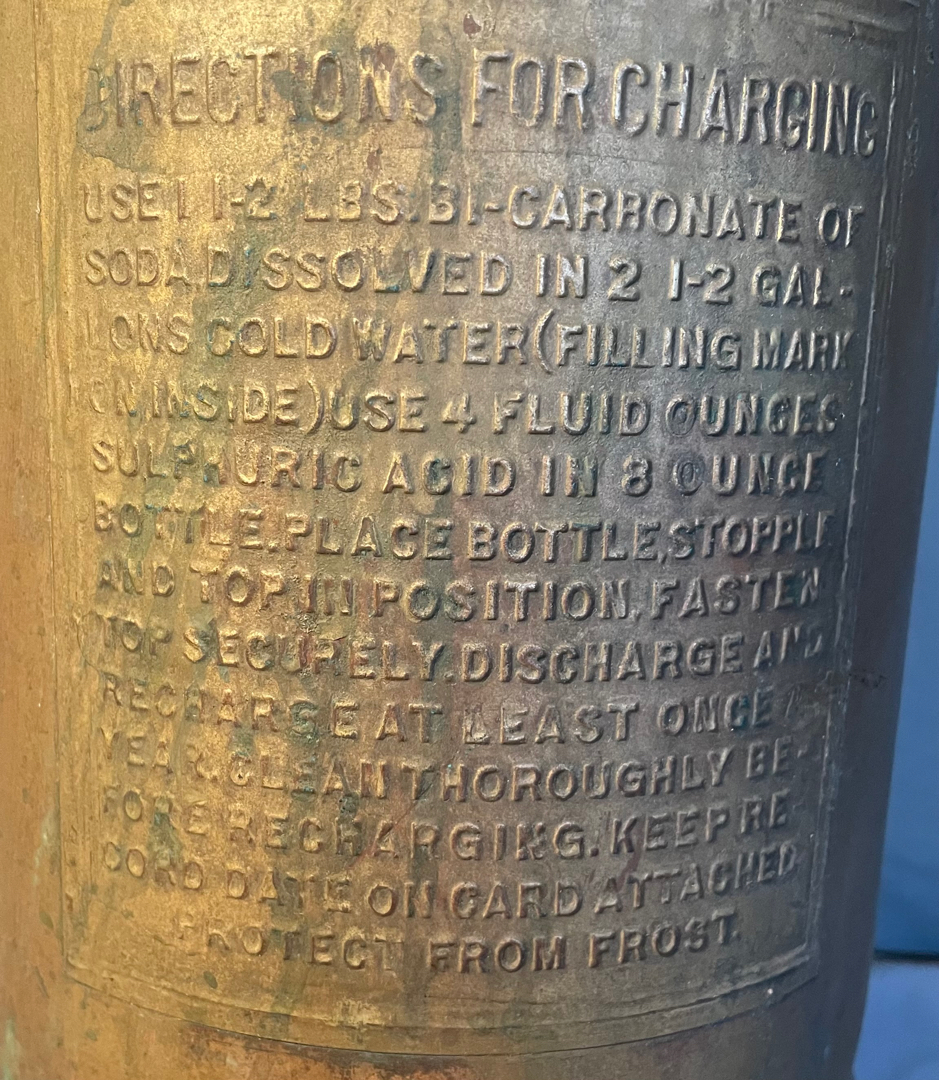 DIRECTIONS FOR CHARGING
USE 1 1-2 LBS. BI-CARBONATE OF
SODA, DISSOLVED IN 2 1-2 GAL-
LONS COLD WATER (FILLING MARK
ON INSIDE) USE 4 FLUID OUNCES
SULPHURIC ACID IN 8 OUNCE
BOTTLE. PLACE BOTTLE, STOPPLE
AND TOP IN POSITION, FASTEN
TOP SECURELY. DISCHARGE AND
RECHARGE AT LEAST ONCE A
YEAR. CLEAN THOROUGHLY BE-
FORE RECHARGING. KEEP RE-
CORD DATE ON CARD ATTACHED
PROTECT FROM FROST.